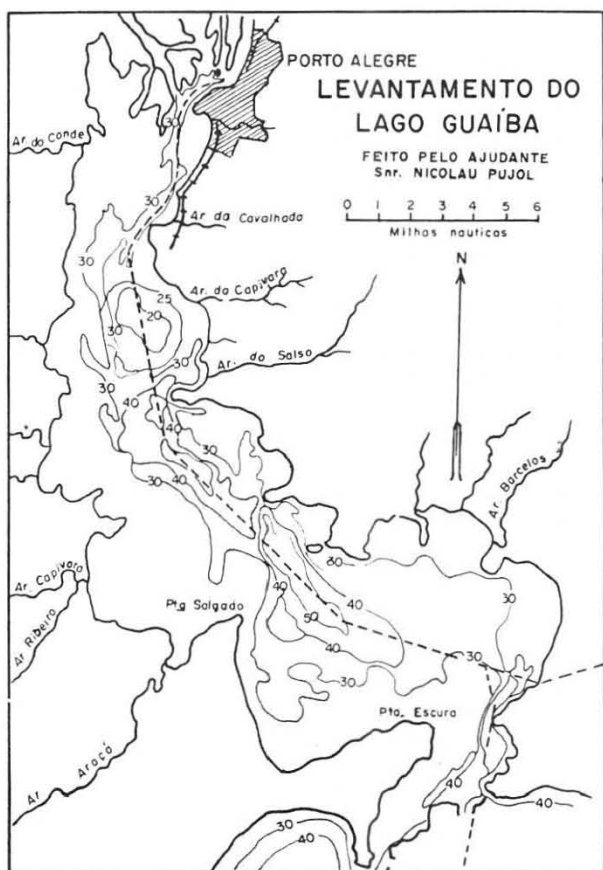 PORTO ALEGRE
LEVANTAMENTO DO
LAGO GUAÍBA
FEITO PELO AJUDANTE
Snr. NICOLAU PUJOL
0 1 2 3 4 5 6
Milhas nauticas
N
30
Ar. do Conde
30
Ar. da Cavalhada
30
Ar. da Capivara
25
20
30
30
30
Ar. do Salso
40
40
30
30
40
Ar. Barcelos
30
30
Ar. Capivara
40
40
Ptg Salgado
50
Ar. Ribeiro
40
30
30
Pta. Escura
Ar. Araçá
40
40
30
40